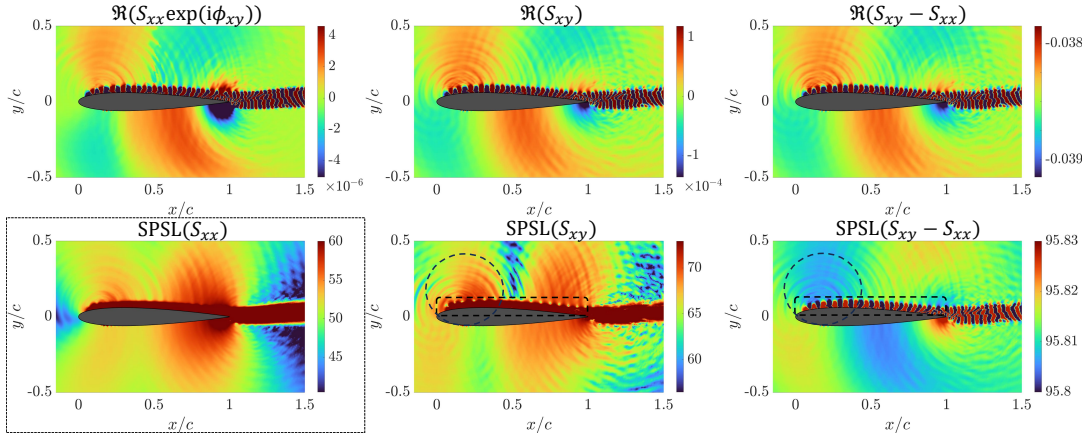 ℜ(S_xx exp(iϕ_xy))
0.5
0
-0.5
y/c
0 0.5 1 1.5
x/c
4
2
0
-2
-4
×10⁻⁶
ℜ(S_xy)
0.5
0
-0.5
y/c
0 0.5 1 1.5
x/c
1
0
-1
×10⁻⁴
ℜ(S_xy − S_xx)
0.5
0
-0.5
y/c
0 0.5 1 1.5
x/c
-0.038
-0.039
SPSL(S_xx)
0.5
0
-0.5
y/c
0 0.5 1 1.5
x/c
60
55
50
45
SPSL(S_xy)
0.5
0
-0.5
y/c
0 0.5 1 1.5
x/c
70
65
60
SPSL(S_xy − S_xx)
0.5
0
-0.5
y/c
0 0.5 1 1.5
x/c
95.83
95.82
95.81
95.8